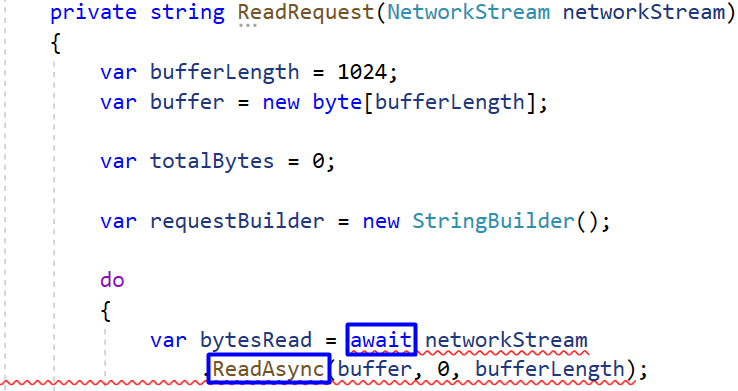 private string ReadRequest(NetworkStream networkStream)
{
var bufferLength = 1024;
var buffer = new byte[bufferLength];
var totalBytes = 0;
var requestBuilder = new StringBuilder();
do
{
var bytesRead = await networkStream
.ReadAsync(buffer, 0, bufferLength);